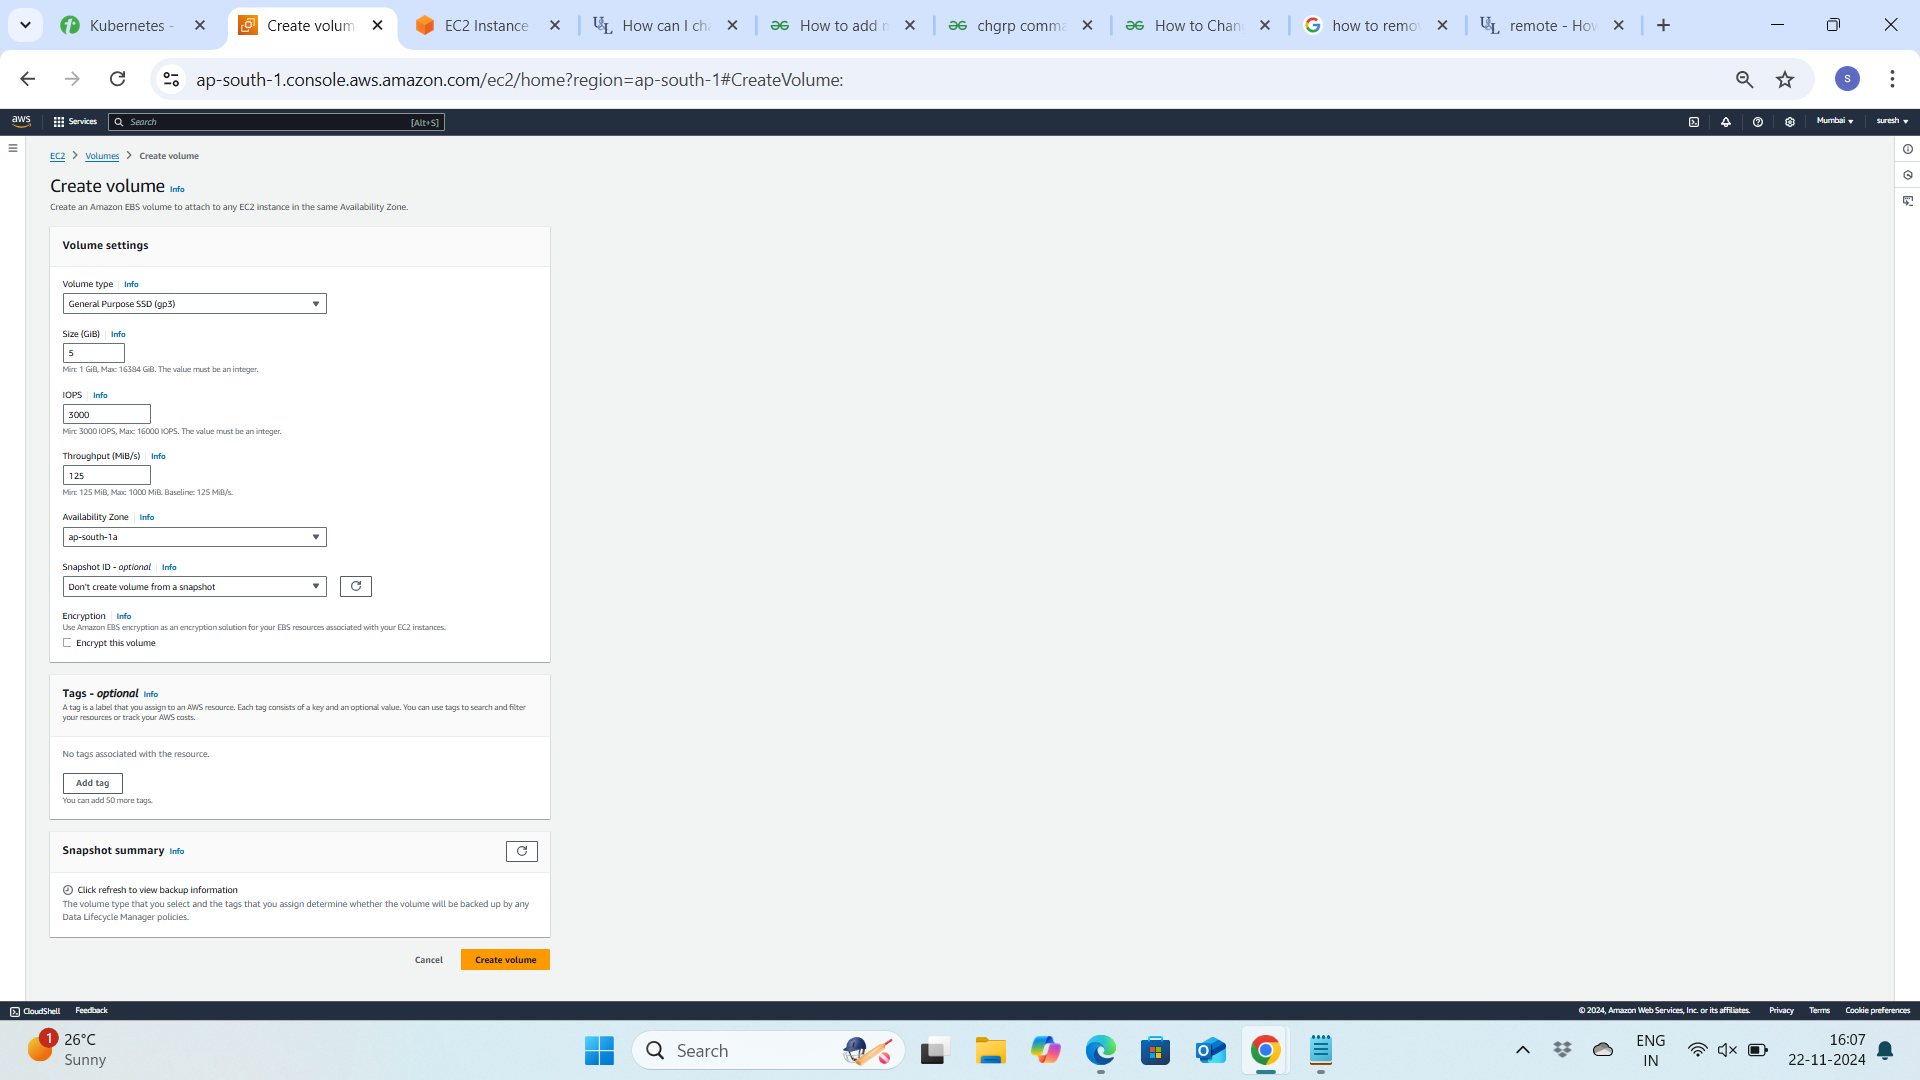 Kubernetes -
Create volum
EC2 Instance
How can I cha
How to add n
chgrp comma
How to Chan
how to remov
remote - How
ap-south-1.console.aws.amazon.com/ec2/home?region=ap-south-1#CreateVolume:
S
aws
Services
Search
[Alt+S]
Mumbai
suresh
EC2
Volumes
Create volume
Create volume Info
Create an Amazon EBS volume to attach to any EC2 instance in the same Availability Zone.
Volume settings
Volume type Info
General Purpose SSD (gp3)
Size (GiB) Info
5
Min: 1 GiB, Max: 16384 GiB. The value must be an integer.
IOPS Info
3000
Min: 3000 IOPS, Max: 16000 IOPS. The value must be an integer.
Throughput (MiB/s) Info
125
Min: 125 MiB, Max: 1000 MiB. Baseline: 125 MiB/s.
Availability Zone Info
ap-south-1a
Snapshot ID - optional Info
Don't create volume from a snapshot
Encryption Info
Use Amazon EBS encryption as an encryption solution for your EBS resources associated with your EC2 instances.
Encrypt this volume
Tags - optional Info
A tag is a label that you assign to an AWS resource. Each tag consists of a key and an optional value. You can use tags to search and filter
your resources or track your AWS costs.
No tags associated with the resource.
Add tag
You can add 50 more tags.
Snapshot summary Info
Click refresh to view backup information
The volume type that you select and the tags that you assign determine whether the volume will be backed up by any
Data Lifecycle Manager policies.
Cancel
Create volume
CloudShell
Feedback
© 2024, Amazon Web Services, Inc. or its affiliates.
Privacy
Terms
Cookie preferences
1
26°C
Sunny
Search
ENG
IN
16:07
22-11-2024